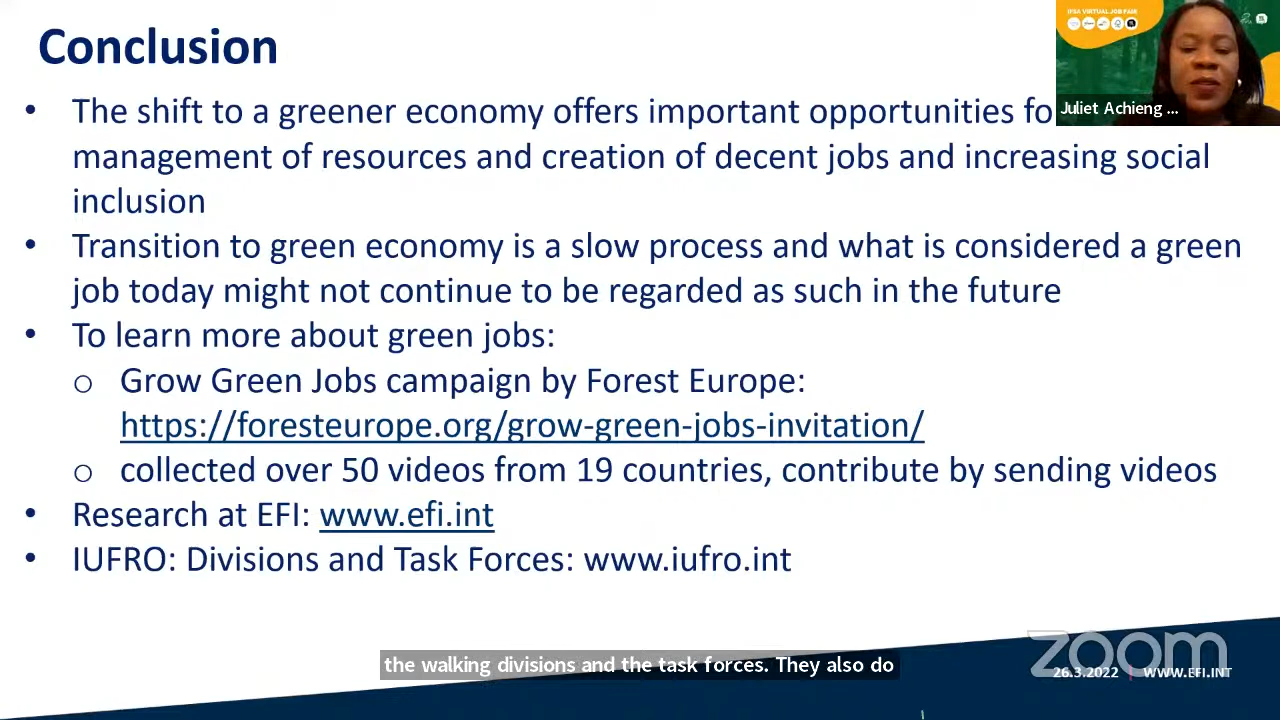 Conclusion
IFSA VIRTUAL JOB FAIR
Juliet Achieng ...
• The shift to a greener economy offers important opportunities fo
management of resources and creation of decent jobs and increasing social
inclusion
• Transition to green economy is a slow process and what is considered a green
job today might not continue to be regarded as such in the future
• To learn more about green jobs:
o Grow Green Jobs campaign by Forest Europe:
https://foresteurope.org/grow-green-jobs-invitation/
o collected over 50 videos from 19 countries, contribute by sending videos
• Research at EFI: www.efi.int
• IUFRO: Divisions and Task Forces: www.iufro.int
the walking divisions and the task forces. They also do
zoom
26.3.2022 | WWW.EFI.INT